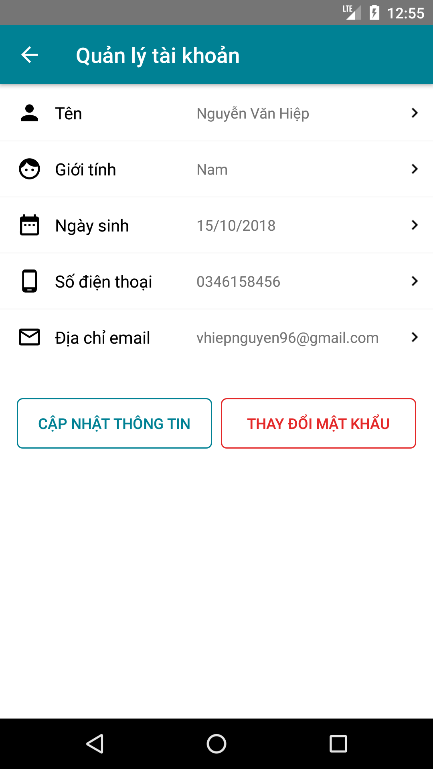 LTE 12:55
Quản lý tài khoản
Tên Nguyễn Văn Hiệp
Giới tính Nam
Ngày sinh 15/10/2018
Số điện thoại 0346158456
Địa chỉ email vhiepnguyen96@gmail.com
CẬP NHẬT THÔNG TIN THAY ĐỔI MẬT KHẨU